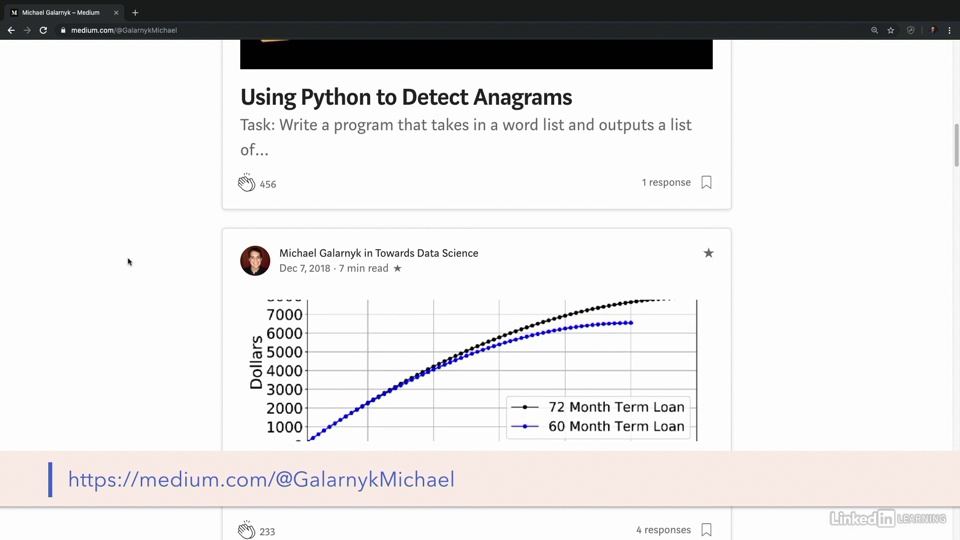 Michael Galarnyk – Medium
medium.com/@GalarnykMichael
Using Python to Detect Anagrams
Task: Write a program that takes in a word list and outputs a list
of...
456
1 response
Michael Galarnyk in Towards Data Science
Dec 7, 2018 · 7 min read ★
7000
6000
5000
4000
3000
2000
1000
Dollars
72 Month Term Loan
60 Month Term Loan
https://medium.com/@GalarnykMichael
233
4 responses
LinkedIn LEARNING